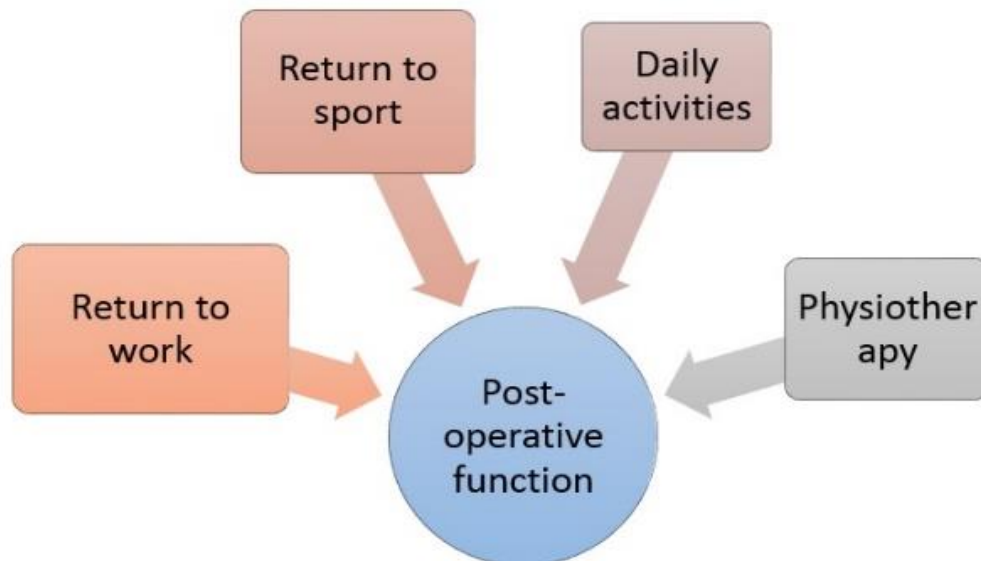 Return to
sport
Daily
activities
Return to
work
Physiother
apy
Post-
operative
function